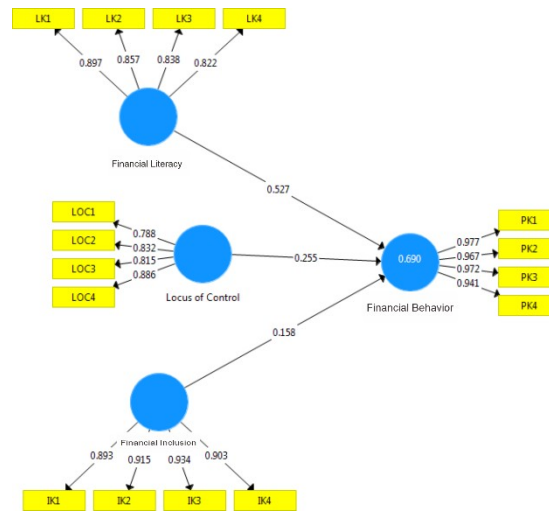 LK1 LK2 LK3 LK4
0.897 0.857 0.838 0.822
Financial Literacy
0.527
LOC1
LOC2
LOC3
LOC4
0.788
0.832
0.815
0.886
Locus of Control
0.255
0.690
Financial Behavior
0.977
0.967
0.972
0.941
PK1
PK2
PK3
PK4
0.158
Financial Inclusion
0.893 0.915 0.934 0.903
IK1 IK2 IK3 IK4